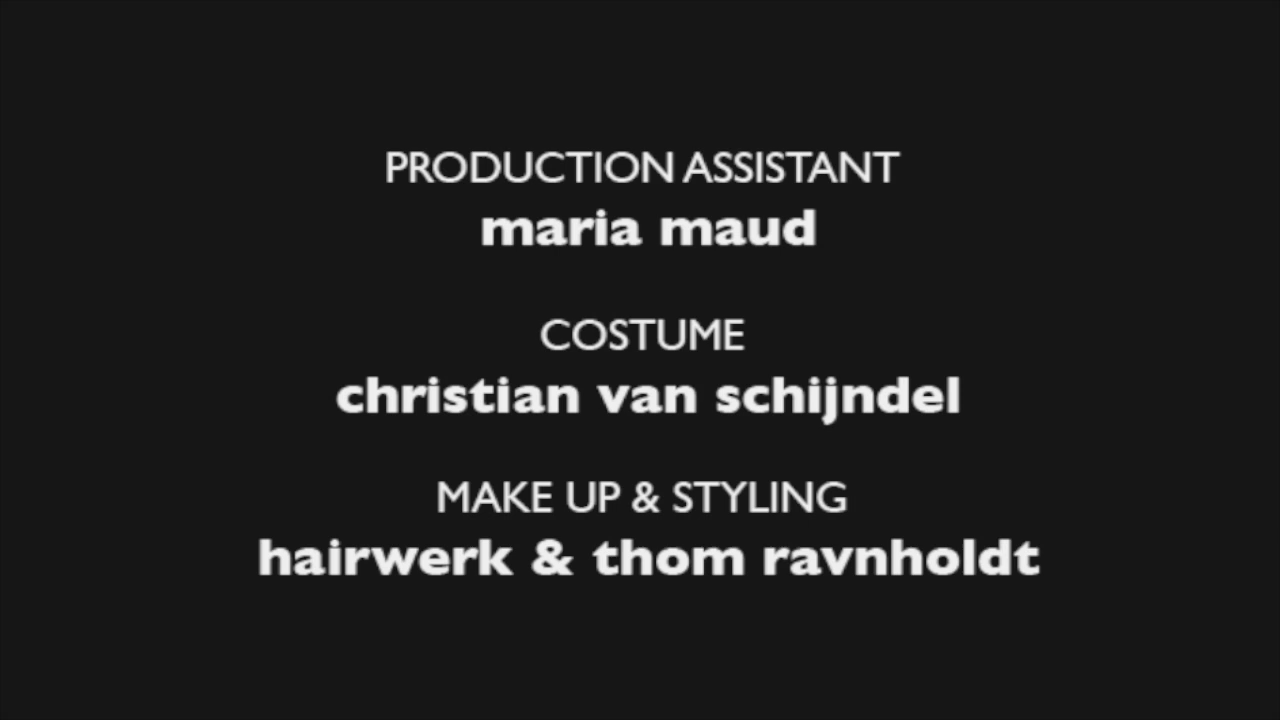 PRODUCTION ASSISTANT
maria maud
COSTUME
christian van schijndel
MAKE UP & STYLING
hairwerk & thom ravnholdt